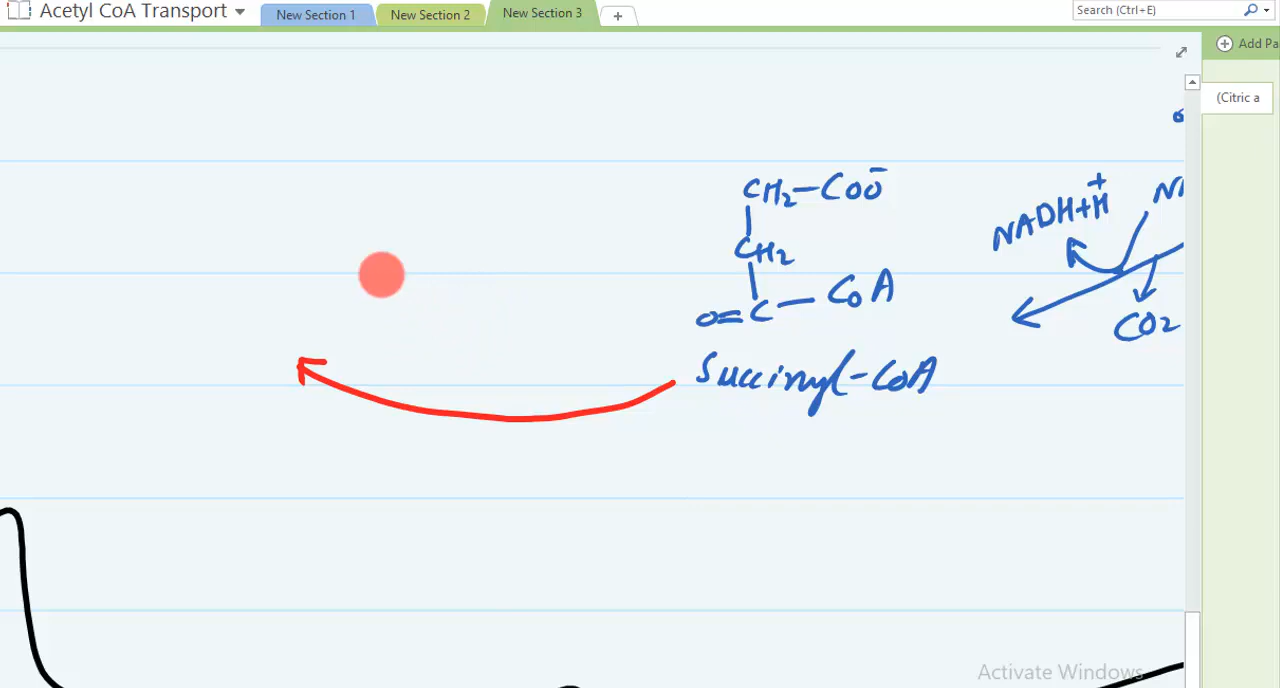 Acetyl CoA Transport
New Section 1
New Section 2
New Section 3
Search (Ctrl+E)
Add Pa
(Citric a
CH2-COO-
CH2
O=C-CoA
Succinyl-CoA
NADH+H+
CO2
Activate Windows